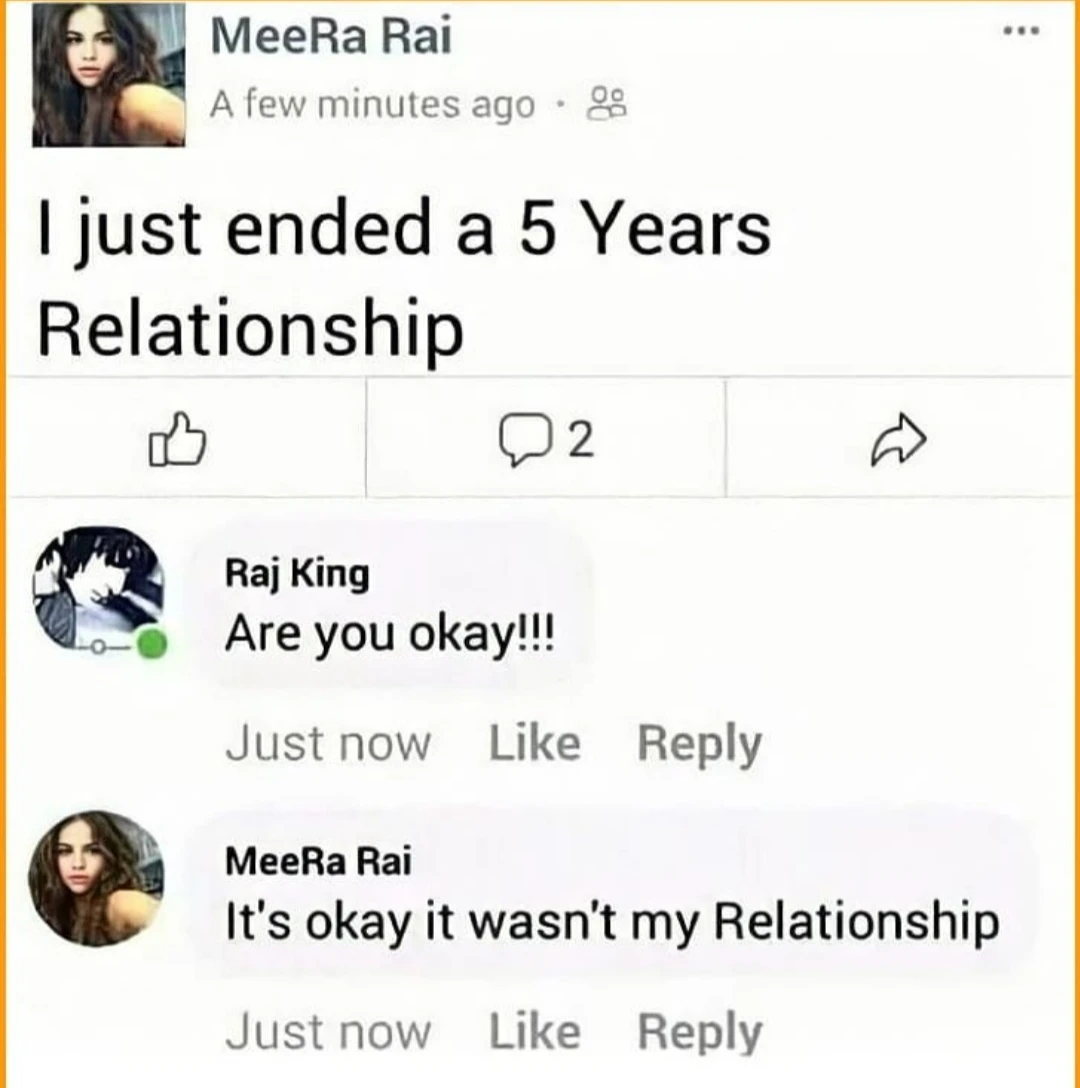 MeeRa Rai
A few minutes ago ·
I just ended a 5 Years
Relationship
2
Raj King
Are you okay!!!
Just now Like Reply
MeeRa Rai
It's okay it wasn't my Relationship
Just now Like Reply